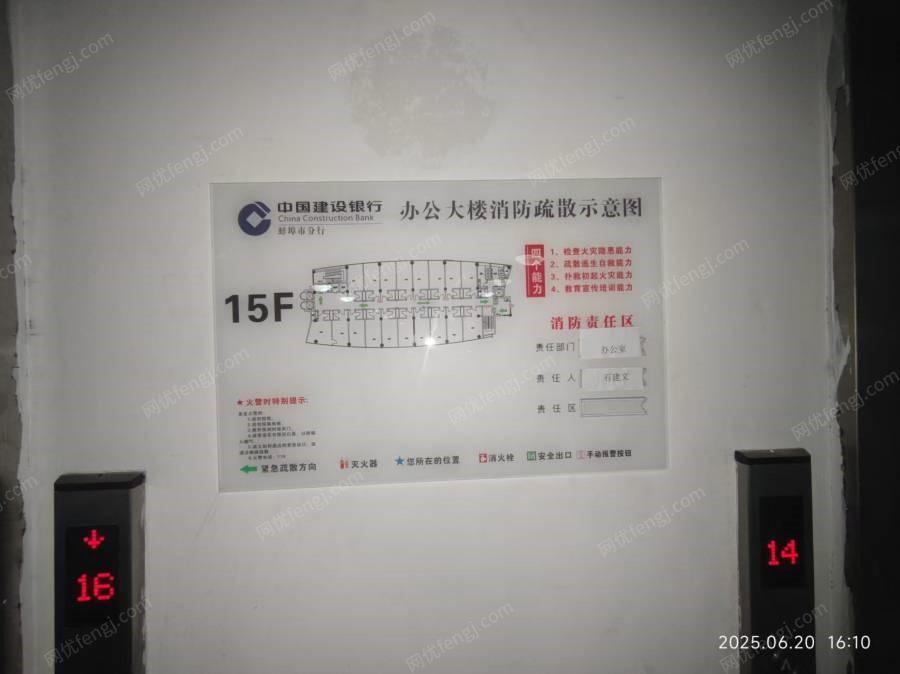 中国建设银行
China Construction Bank
蚌埠市分行
办公大楼消防疏散示意图
15F
四个能力
1、检查火灾隐患能力
2、疏散逃生自救能力
3、扑救初起火灾能力
4、教育宣传培训能力
消防责任区
责任部门 办公室
责任人 石建文
责任区
★火警时特别提示:
紧急疏散方向
灭火器
您所在的位置
消火栓
安全出口
手动报警按钮
16
14
2025.06.20 16:10
网优fengj.com